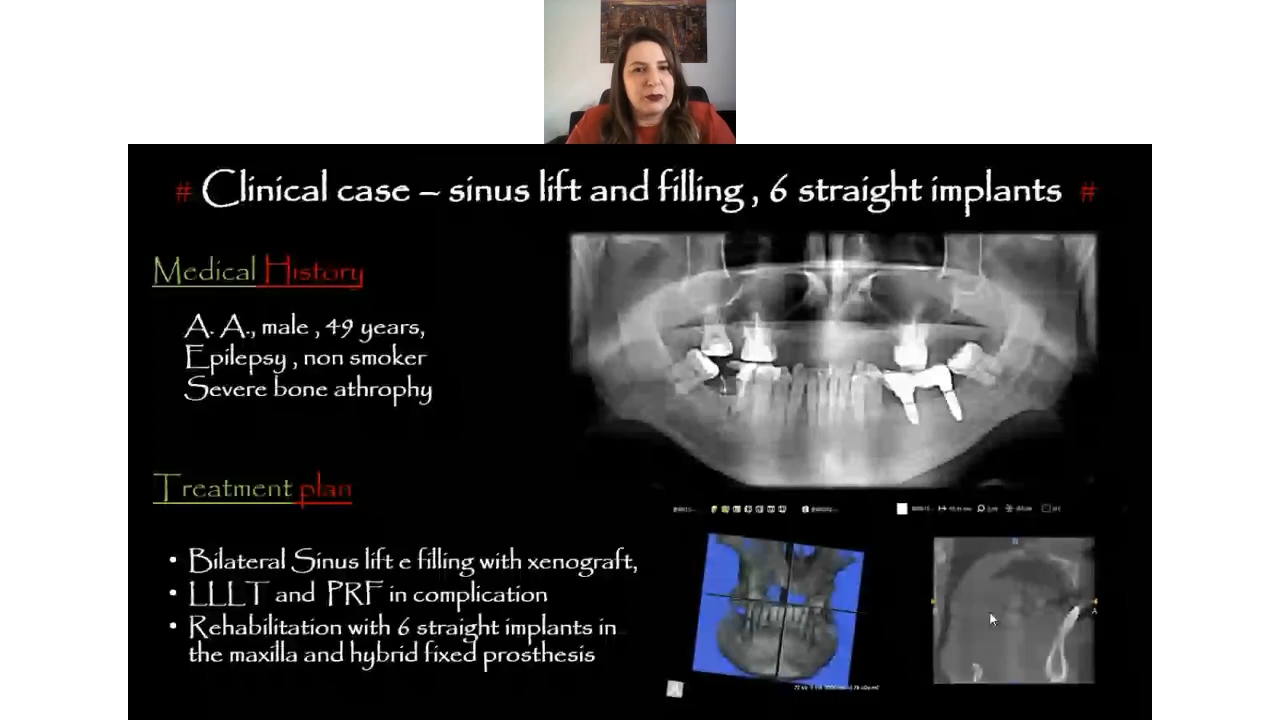 # Clinical case – sinus lift and filling , 6 straight implants #
Medical History
A. A., male , 49 years,
Epilepsy , non smoker
Severe bone athrophy
Treatment plan
• Bilateral Sinus lift e filling with xenograft,
• LLLT and PRF in complication
• Rehabilitation with 6 straight implants in
the maxilla and hybrid fixed prosthesis
A